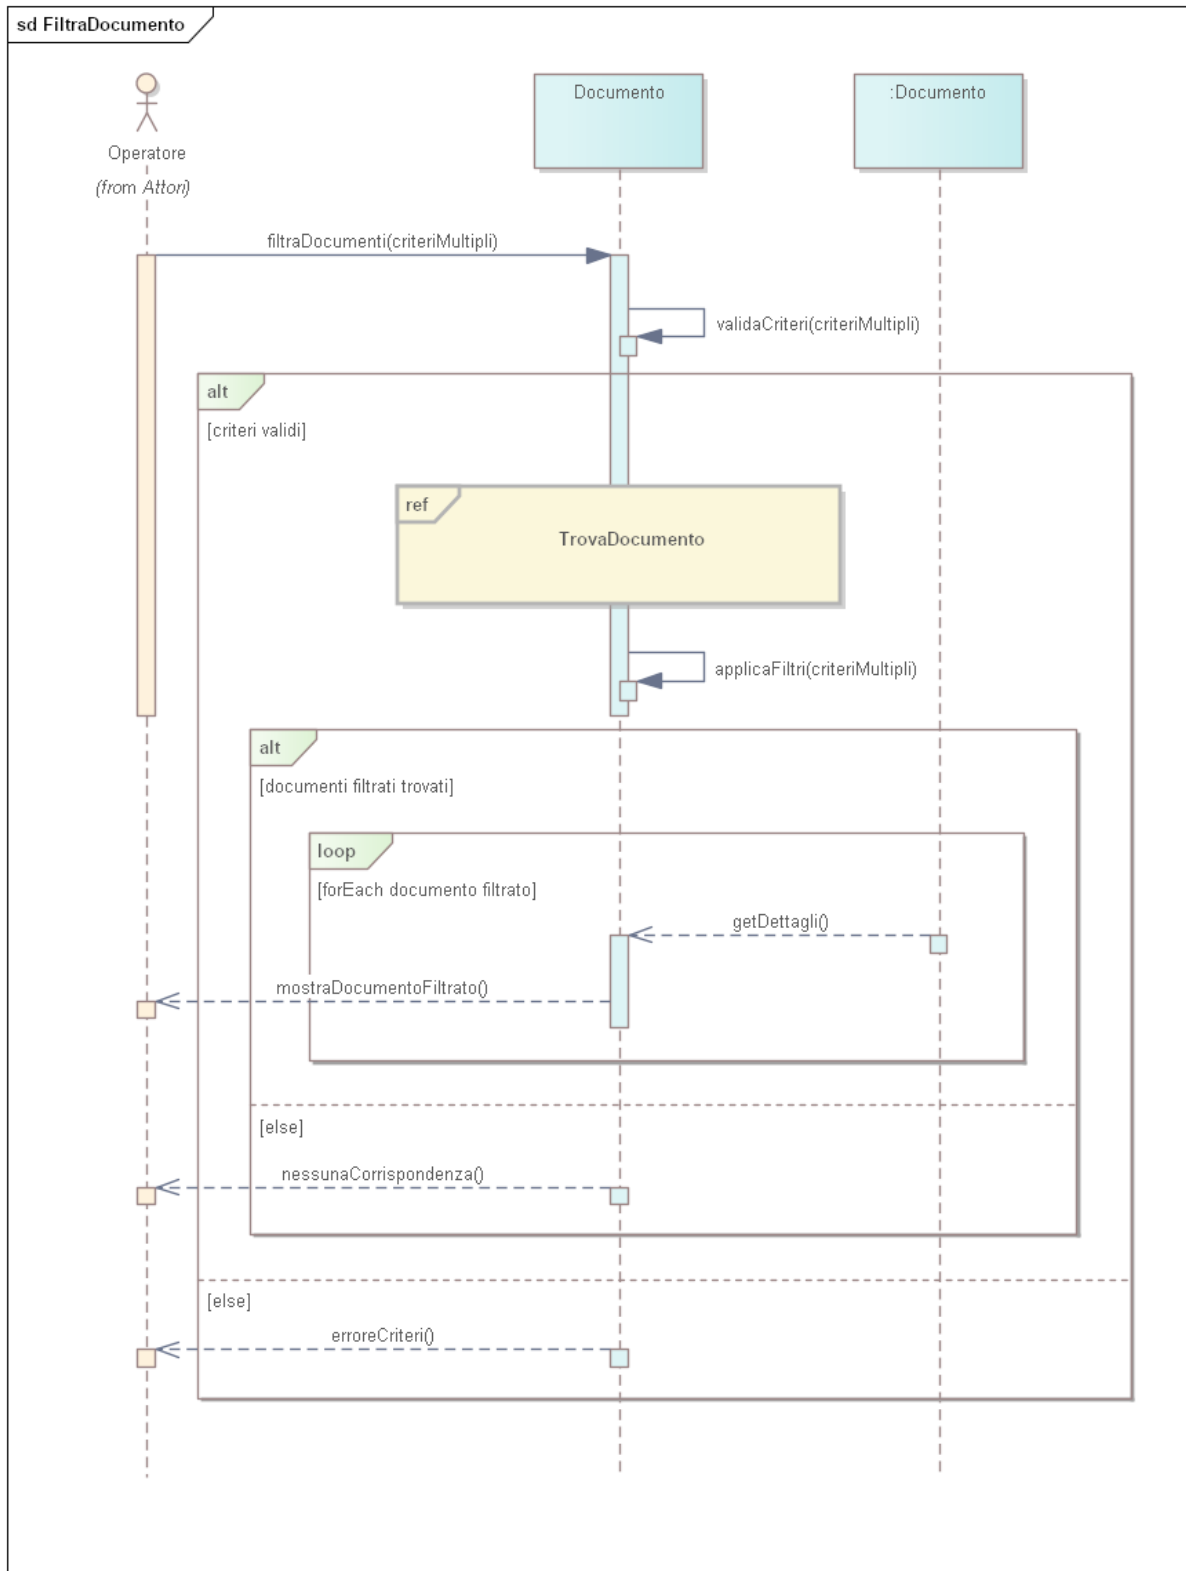 sd FiltraDocumento
Documento
:Documento
Operatore
(from Attori)
filtraDocumenti(criteriMultipli)
validaCriteri(criteriMultipli)
alt
[criteri validi]
ref
TrovaDocumento
applicaFiltri(criteriMultipli)
alt
[documenti filtrati trovati]
loop
[forEach documento filtrato]
getDettagli()
mostraDocumentoFiltrato()
[else]
nessunaCorrispondenza()
[else]
erroreCriteri()